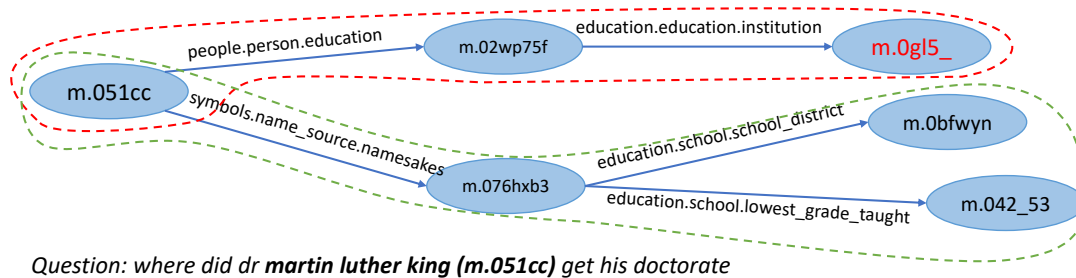 people.person.education
education.education.institution
m.02wp75f
m.0gl5_
m.051cc
symbols.name_source.namesakes
education.school.school_district
m.0bfwyn
m.076hxb3
education.school.lowest_grade_taught
m.042_53
Question: where did dr martin luther king (m.051cc) get his doctorate